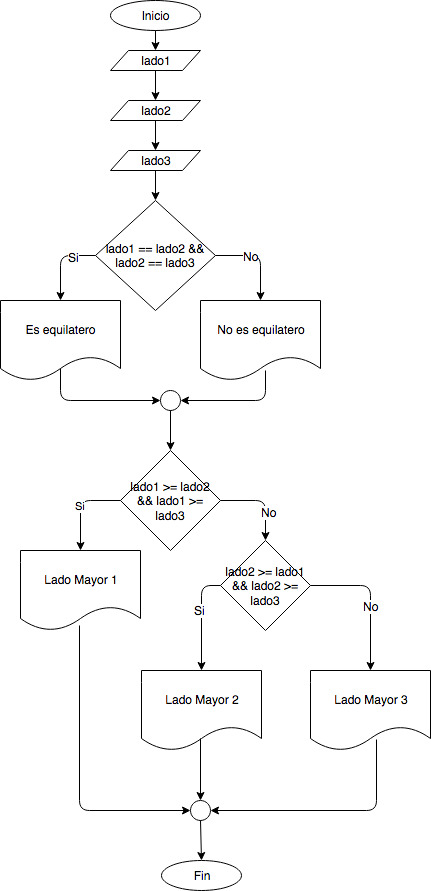 Inicio
lado1
lado2
lado3
lado1 == lado2 &&
lado2 == lado3
Si
No
Es equilatero
No es equilatero
lado1 >= lado2
&& lado1 >=
lado3
Si
No
Lado Mayor 1
lado2 >= lado1
&& lado2 >=
lado3
Si
No
Lado Mayor 2
Lado Mayor 3
Fin